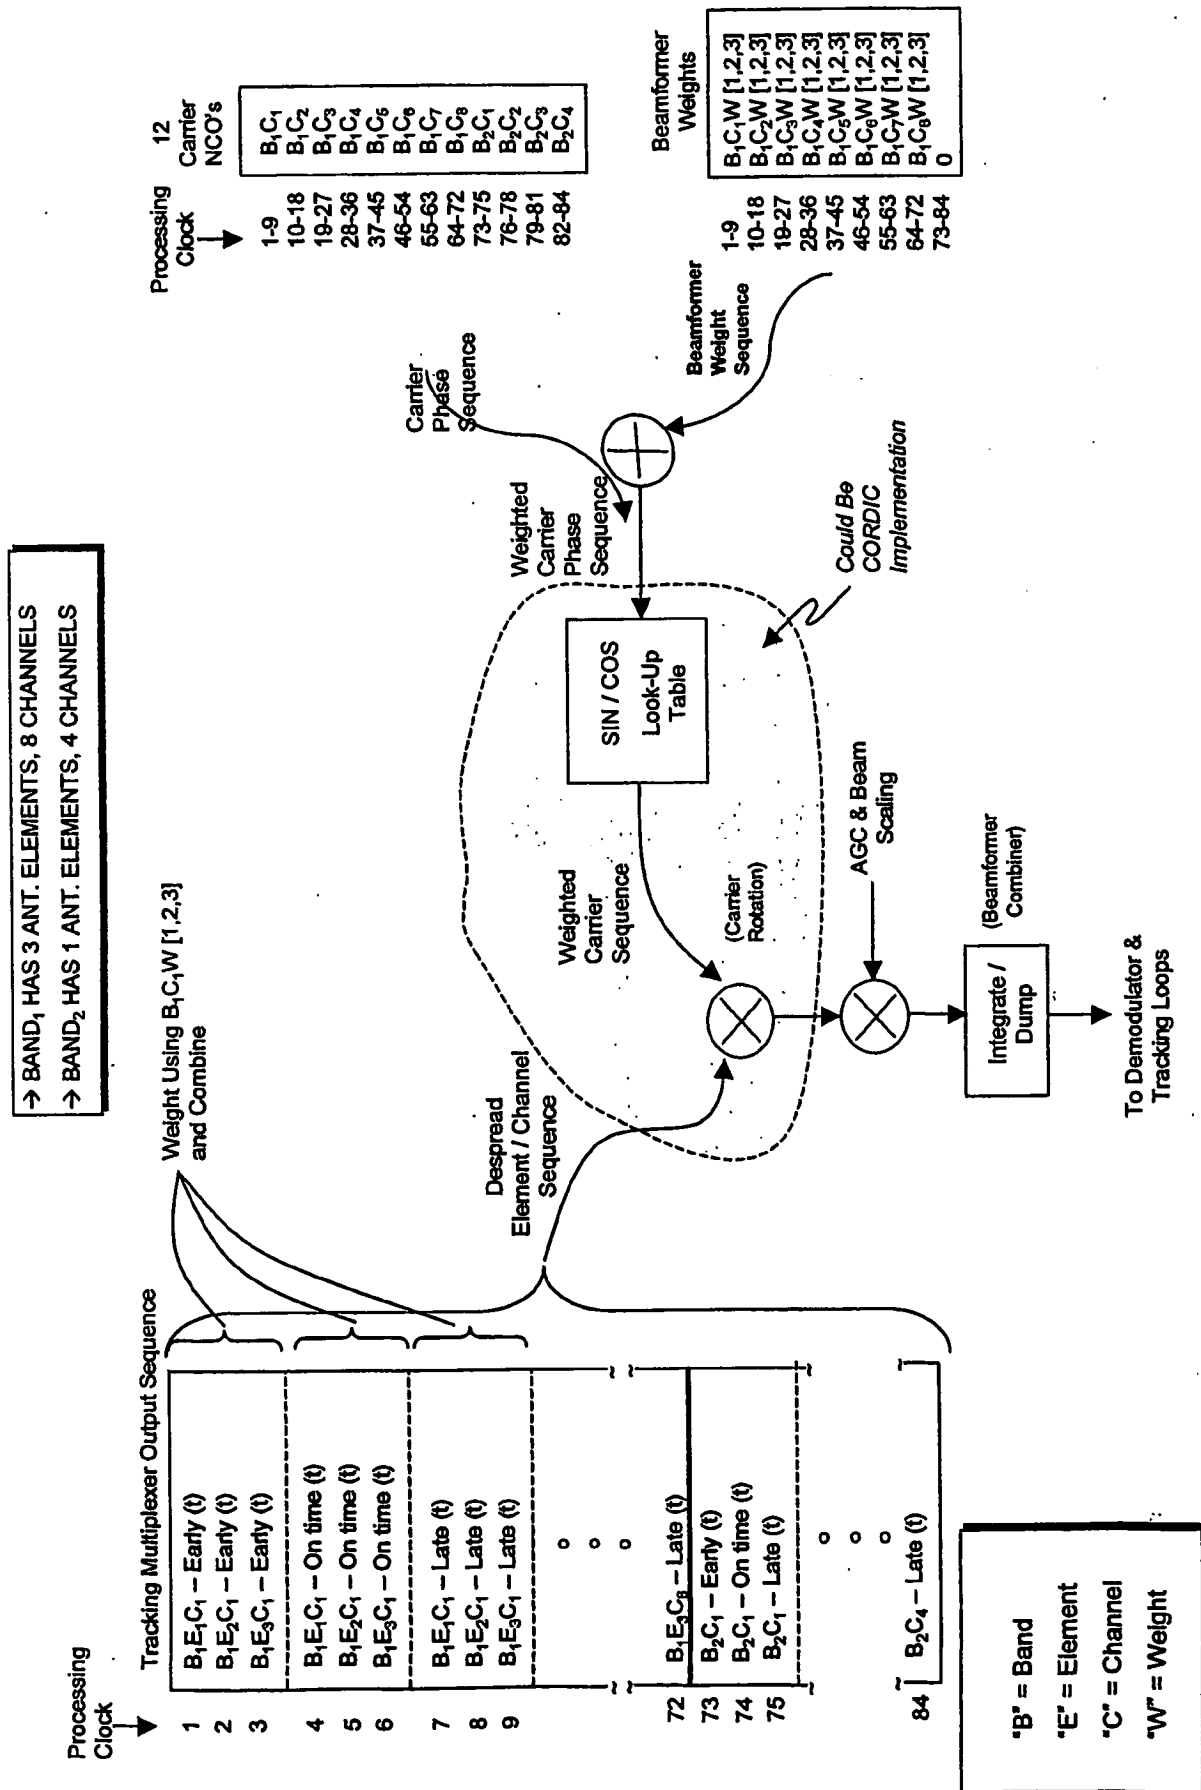 → BAND₁ HAS 3 ANT. ELEMENTS, 8 CHANNELS
→ BAND₂ HAS 1 ANT. ELEMENTS, 4 CHANNELS
Processing
Clock
Tracking Multiplexer Output Sequence
1 B₁E₁C₁ – Early (t)
2 B₁E₂C₁ – Early (t)
3 B₁E₃C₁ – Early (t)
4 B₁E₁C₁ – On time (t)
5 B₁E₂C₁ – On time (t)
6 B₁E₃C₁ – On time (t)
7 B₁E₁C₁ – Late (t)
8 B₁E₂C₁ – Late (t)
9 B₁E₃C₁ – Late (t)
72 B₁E₃C₈ – Late (t)
73 B₂C₁ – Early (t)
74 B₂C₁ – On time (t)
75 B₂C₁ – Late (t)
84 B₂C₄ – Late (t)
Weight Using B₁C₁W [1,2,3]
and Combine
Despread
Element / Channel
Sequence
Weighted
Carrier
Sequence
(Carrier
Rotation)
SIN / COS
Look-Up
Table
Weighted
Carrier
Phase
Sequence
Carrier
Phase
Sequence
Beamformer
Weight
Sequence
Could Be
CORDIC
Implementation
AGC & Beam
Scaling
Integrate /
Dump
(Beamformer
Combiner)
To Demodulator &
Tracking Loops
Processing
Clock
12
Carrier
NCO's
1-9 B₁C₁
10-18 B₁C₂
19-27 B₁C₃
28-36 B₁C₄
37-45 B₁C₅
46-54 B₁C₆
55-63 B₁C₇
64-72 B₁C₈
73-75 B₂C₁
76-78 B₂C₂
79-81 B₂C₃
82-84 B₂C₄
Beamformer
Weights
1-9 B₁C₁W [1,2,3]
10-18 B₁C₂W [1,2,3]
19-27 B₁C₃W [1,2,3]
28-36 B₁C₄W [1,2,3]
37-45 B₁C₅W [1,2,3]
46-54 B₁C₆W [1,2,3]
55-63 B₁C₇W [1,2,3]
64-72 B₁C₈W [1,2,3]
73-84 0
"B" = Band
"E" = Element
"C" = Channel
"W" = Weight